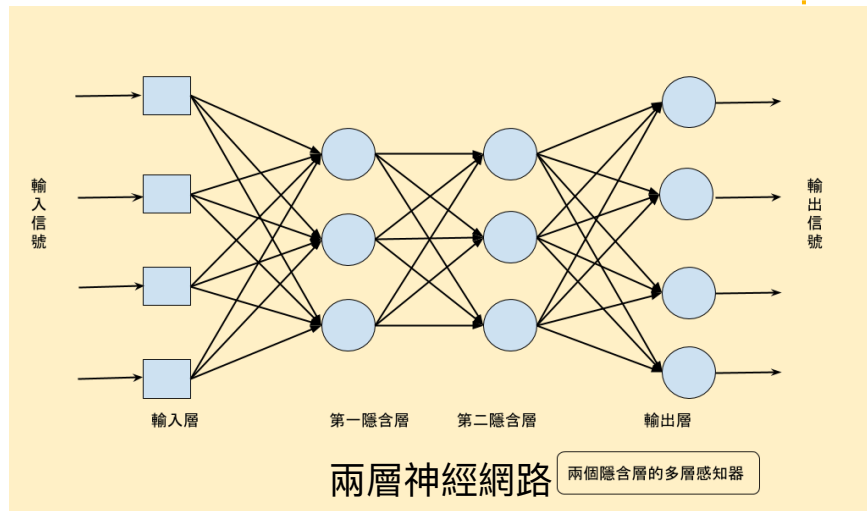 輸入信號
輸出信號
輸入層
第一隱含層
第二隱含層
輸出層
兩層神經網路
兩個隱含層的多層感知器